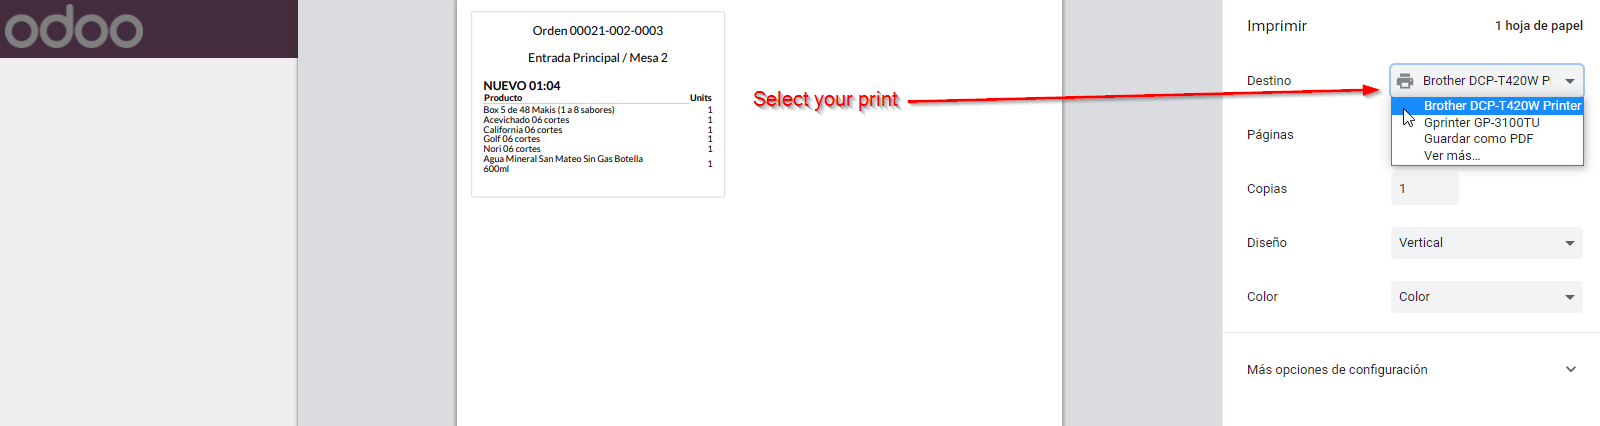 odoo
Orden 00021-002-0003
Entrada Principal / Mesa 2
NUEVO 01:04
Producto Units
Box 5 de 48 Makis (1 a 8 sabores) 1
Acevichado 06 cortes 1
California 06 cortes 1
Golf 06 cortes 1
Nori 06 cortes 1
Agua Mineral San Mateo Sin Gas Botella 1
600ml
Select your print
Imprimir 1 hoja de papel
Destino Brother DCP-T420W P
Brother DCP-T420W Printer
Gprinter GP-3100TU
Guardar como PDF
Ver más...
Páginas
Copias 1
Diseño Vertical
Color Color
Más opciones de configuración